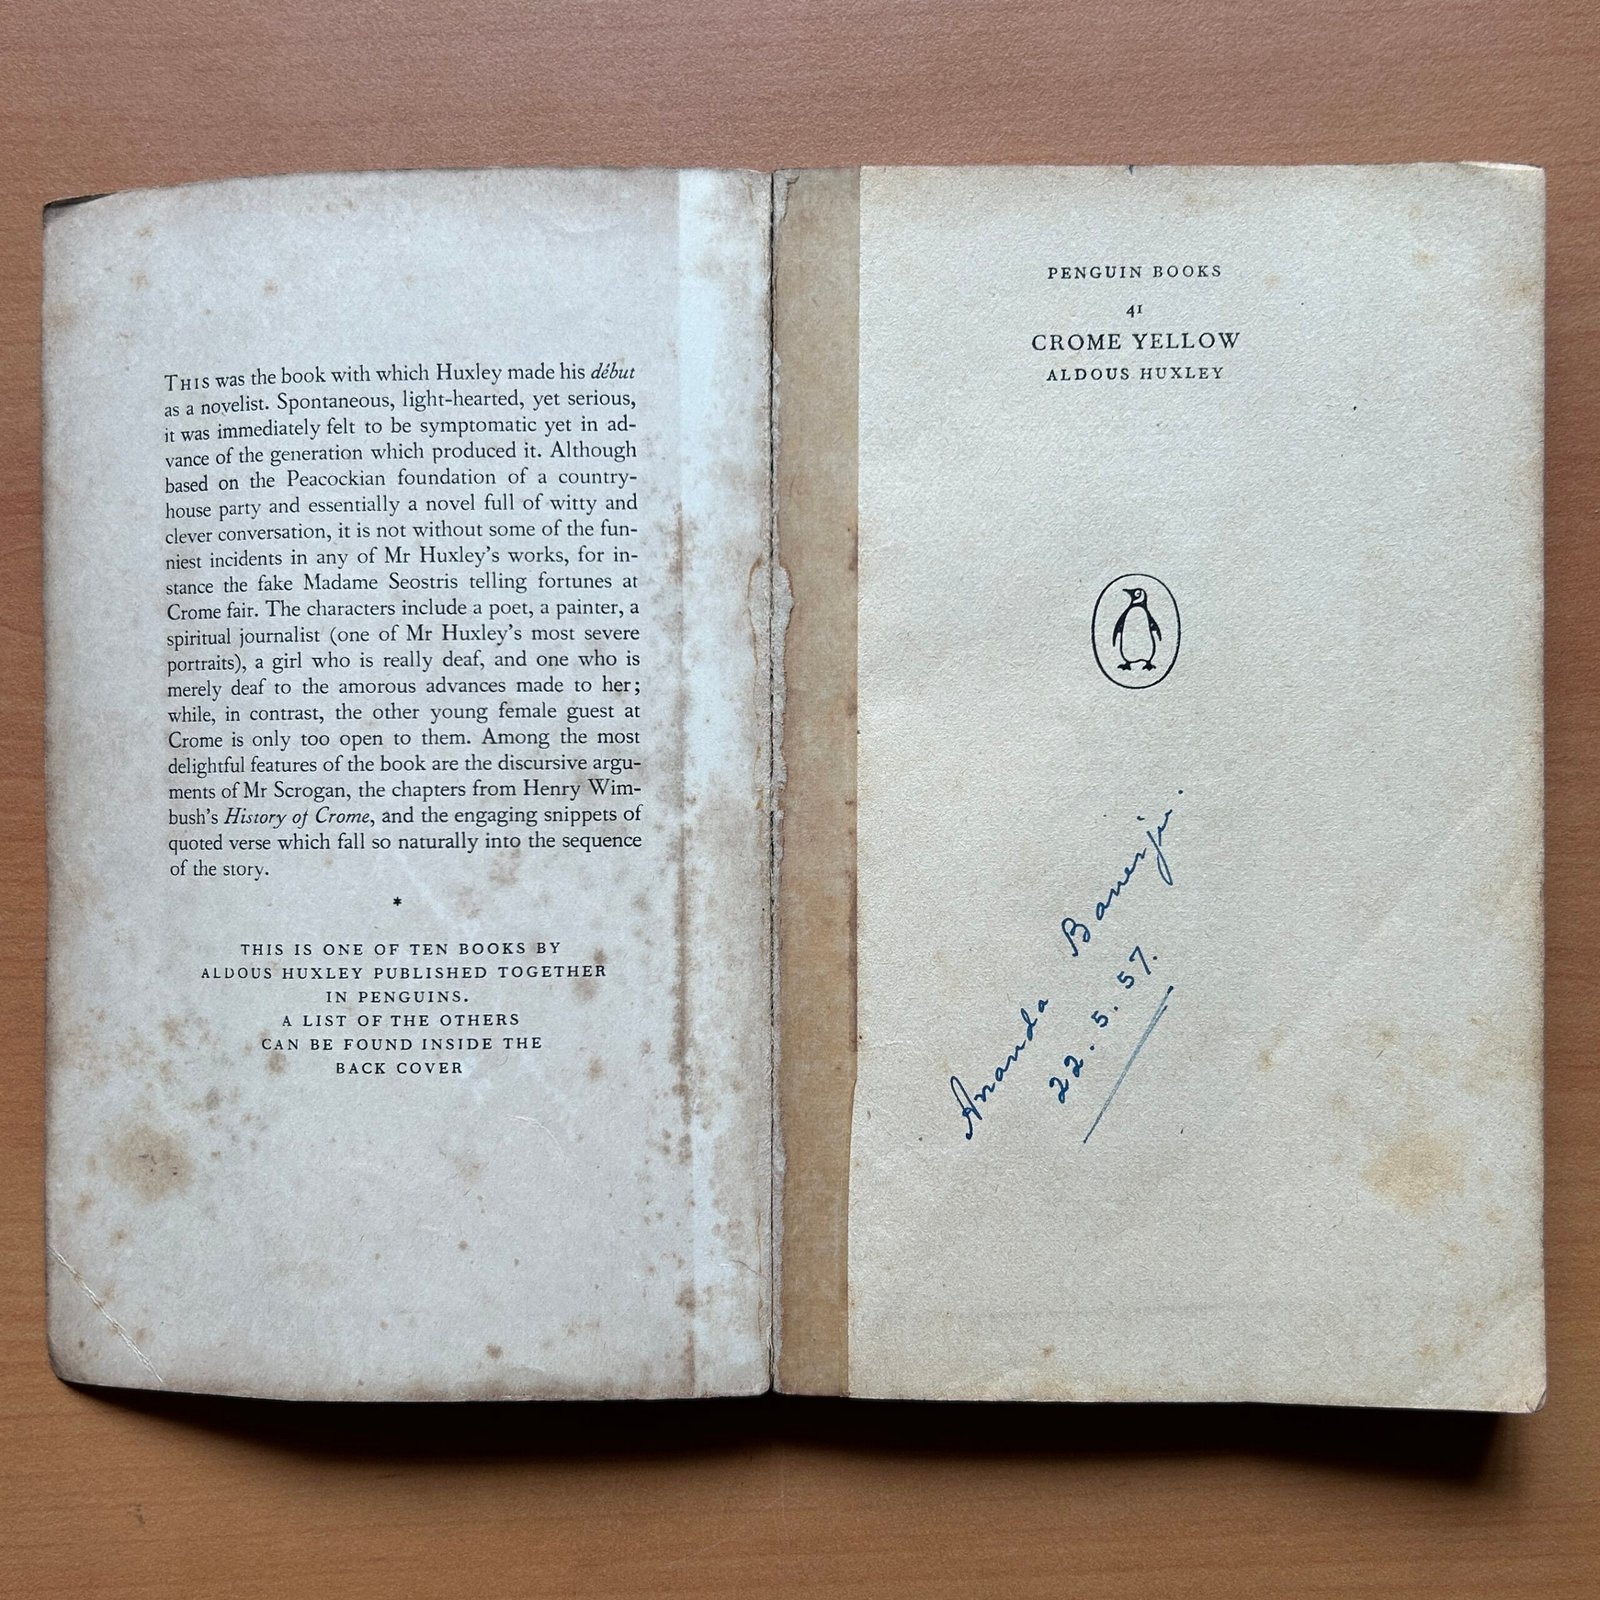 THIS was the book with which Huxley made his début
as a novelist. Spontaneous, light-hearted, yet serious,
it was immediately felt to be symptomatic yet in ad-
vance of the generation which produced it. Although
based on the Peacockian foundation of a country-
house party and essentially a novel full of witty and
clever conversation, it is not without some of the fun-
niest incidents in any of Mr Huxley's works, for in-
stance the fake Madame Seostris telling fortunes at
Crome fair. The characters include a poet, a painter, a
spiritual journalist (one of Mr Huxley's most severe
portraits), a girl who is really deaf, and one who is
merely deaf to the amorous advances made to her;
while, in contrast, the other young female guest at
Crome is only too open to them. Among the most
delightful features of the book are the discursive argu-
ments of Mr Scrogan, the chapters from Henry Wim-
bush's History of Crome, and the engaging snippets of
quoted verse which fall so naturally into the sequence
of the story.
*
THIS IS ONE OF TEN BOOKS BY
ALDOUS HUXLEY PUBLISHED TOGETHER
IN PENGUINS.
A LIST OF THE OTHERS
CAN BE FOUND INSIDE THE
BACK COVER
PENGUIN BOOKS
41
CROME YELLOW
ALDOUS HUXLEY
Ananda Banerji.
22.5.57.